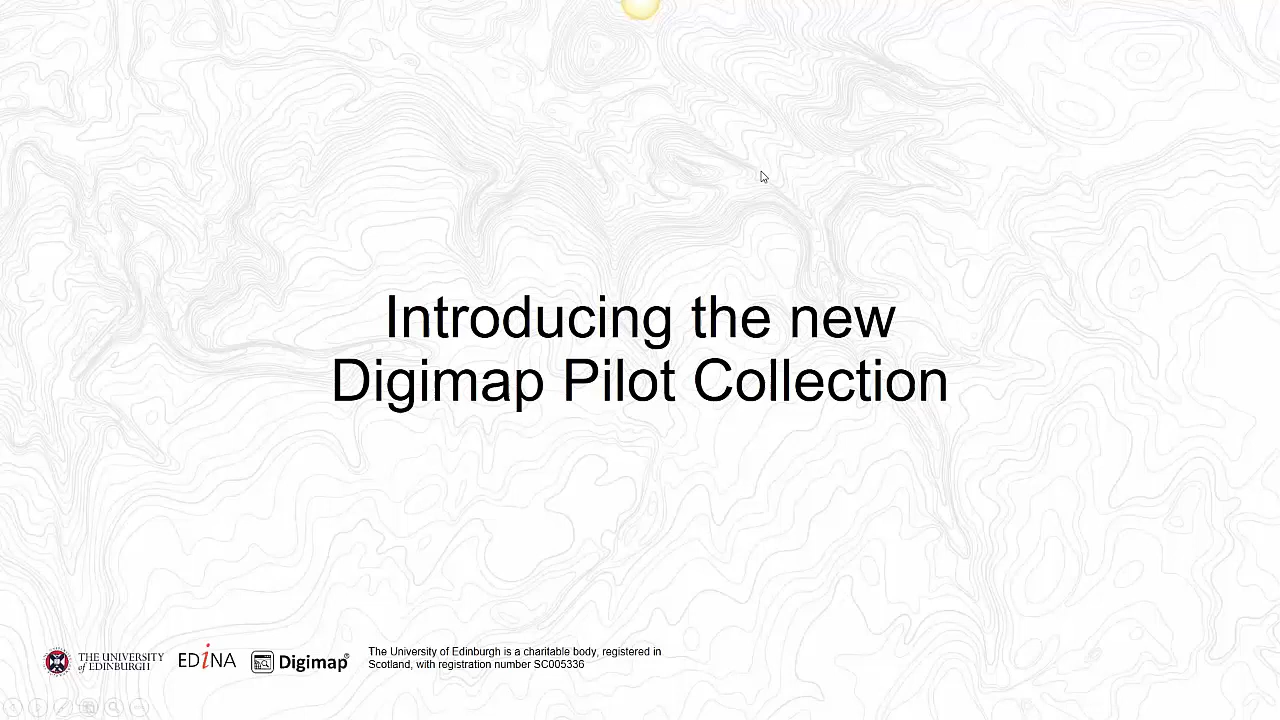 Introducing the new
Digimap Pilot Collection
THE UNIVERSITY
of EDINBURGH
EDINA
Digimap®
The University of Edinburgh is a charitable body, registered in
Scotland, with registration number SC005336